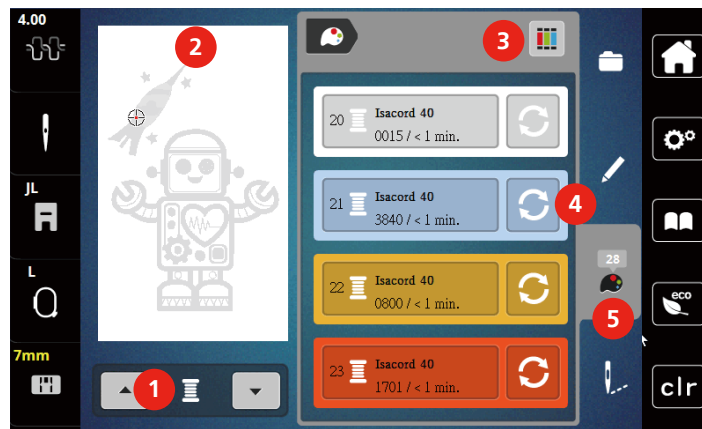 4.00
2
3
20 Isacord 40
0015 / < 1 min.
JL
21 Isacord 40
3840 / < 1 min.
4
28
L
22 Isacord 40
0800 / < 1 min.
eco
5
7mm
23 Isacord 40
1701 / < 1 min.
1
clr